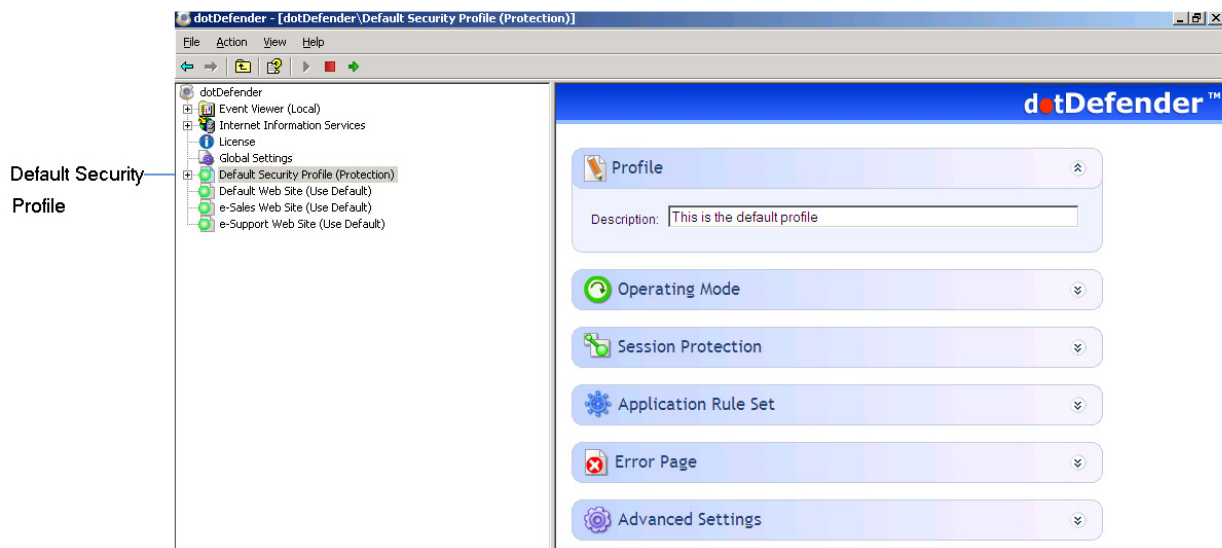 dotDefender - [dotDefender\Default Security Profile (Protection)]
File Action View Help
dotDefender
Event Viewer (Local)
Internet Information Services
License
Global Settings
Default Security Profile (Protection)
Default Web Site (Use Default)
e-Sales Web Site (Use Default)
e-Support Web Site (Use Default)
Default Security
Profile
dotDefender™
Profile
Description: This is the default profile
Operating Mode
Session Protection
Application Rule Set
Error Page
Advanced Settings